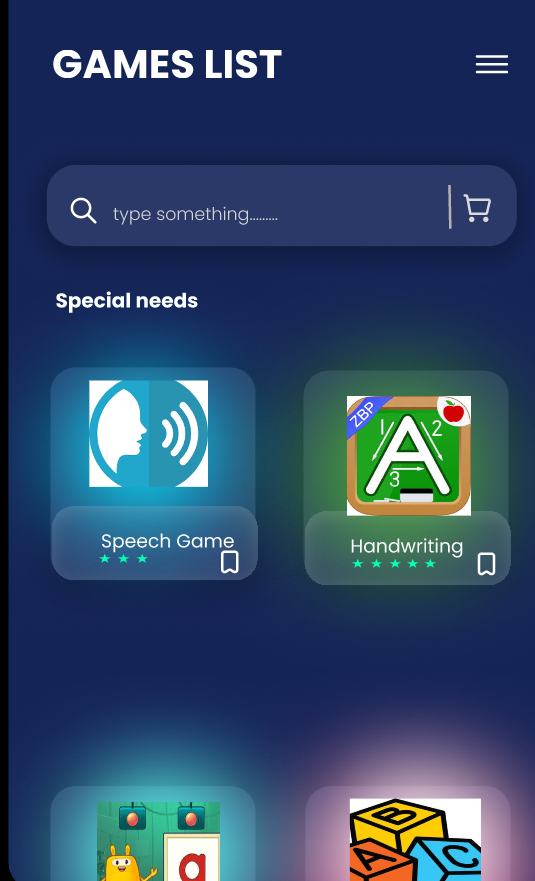 GAMES LIST
type something.........
Special needs
ZBP
1 A 2
3
Speech Game
Handwriting
a
B
A C